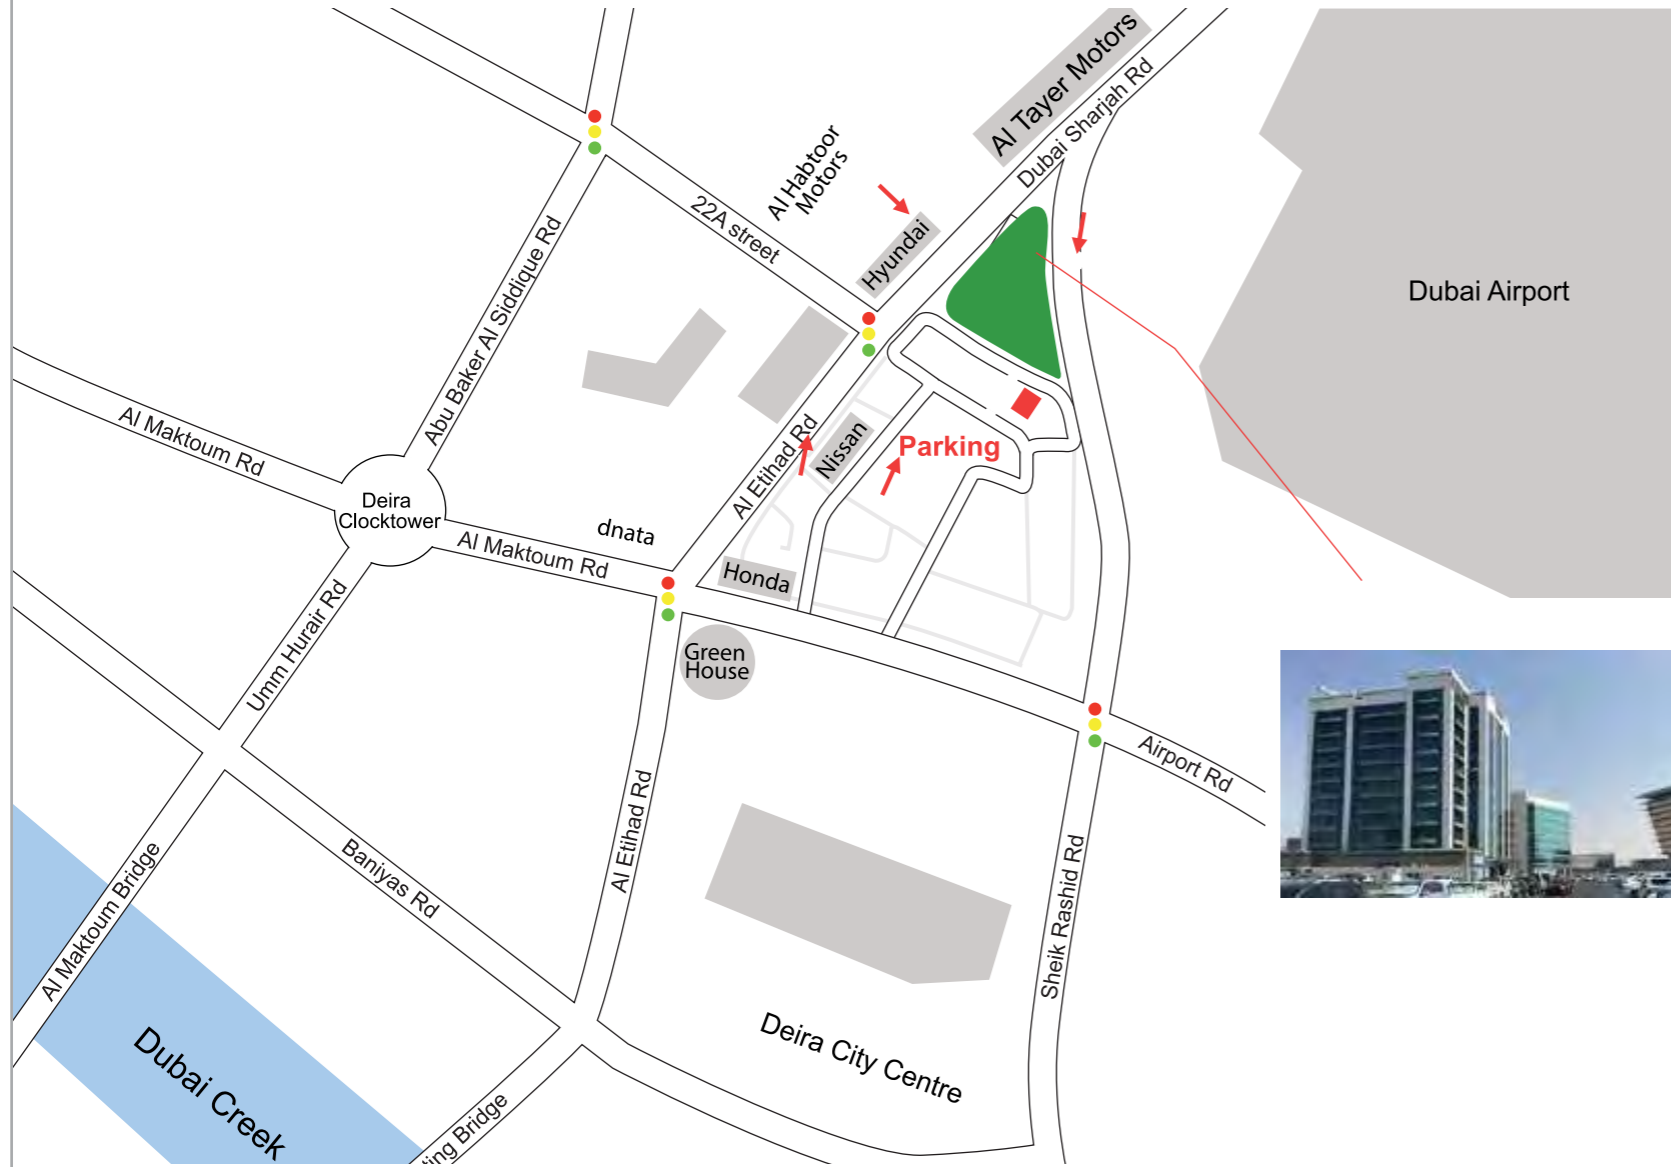 Al Tayer Motors
Dubai Sharjah Rd
Al Habtoor
Motors
Hyundai
22A street
Abu Baker Al Siddique Rd
Dubai Airport
Al Maktoum Rd
Al Etihad Rd
Nissan
Parking
Deira
Clocktower
dnata
Al Maktoum Rd
Honda
Umm Hurair Rd
Green
House
Airport Rd
Al Etihad Rd
Baniyas Rd
Sheik Rashid Rd
Al Maktoum Bridge
Deira City Centre
Dubai Creek
Bridge